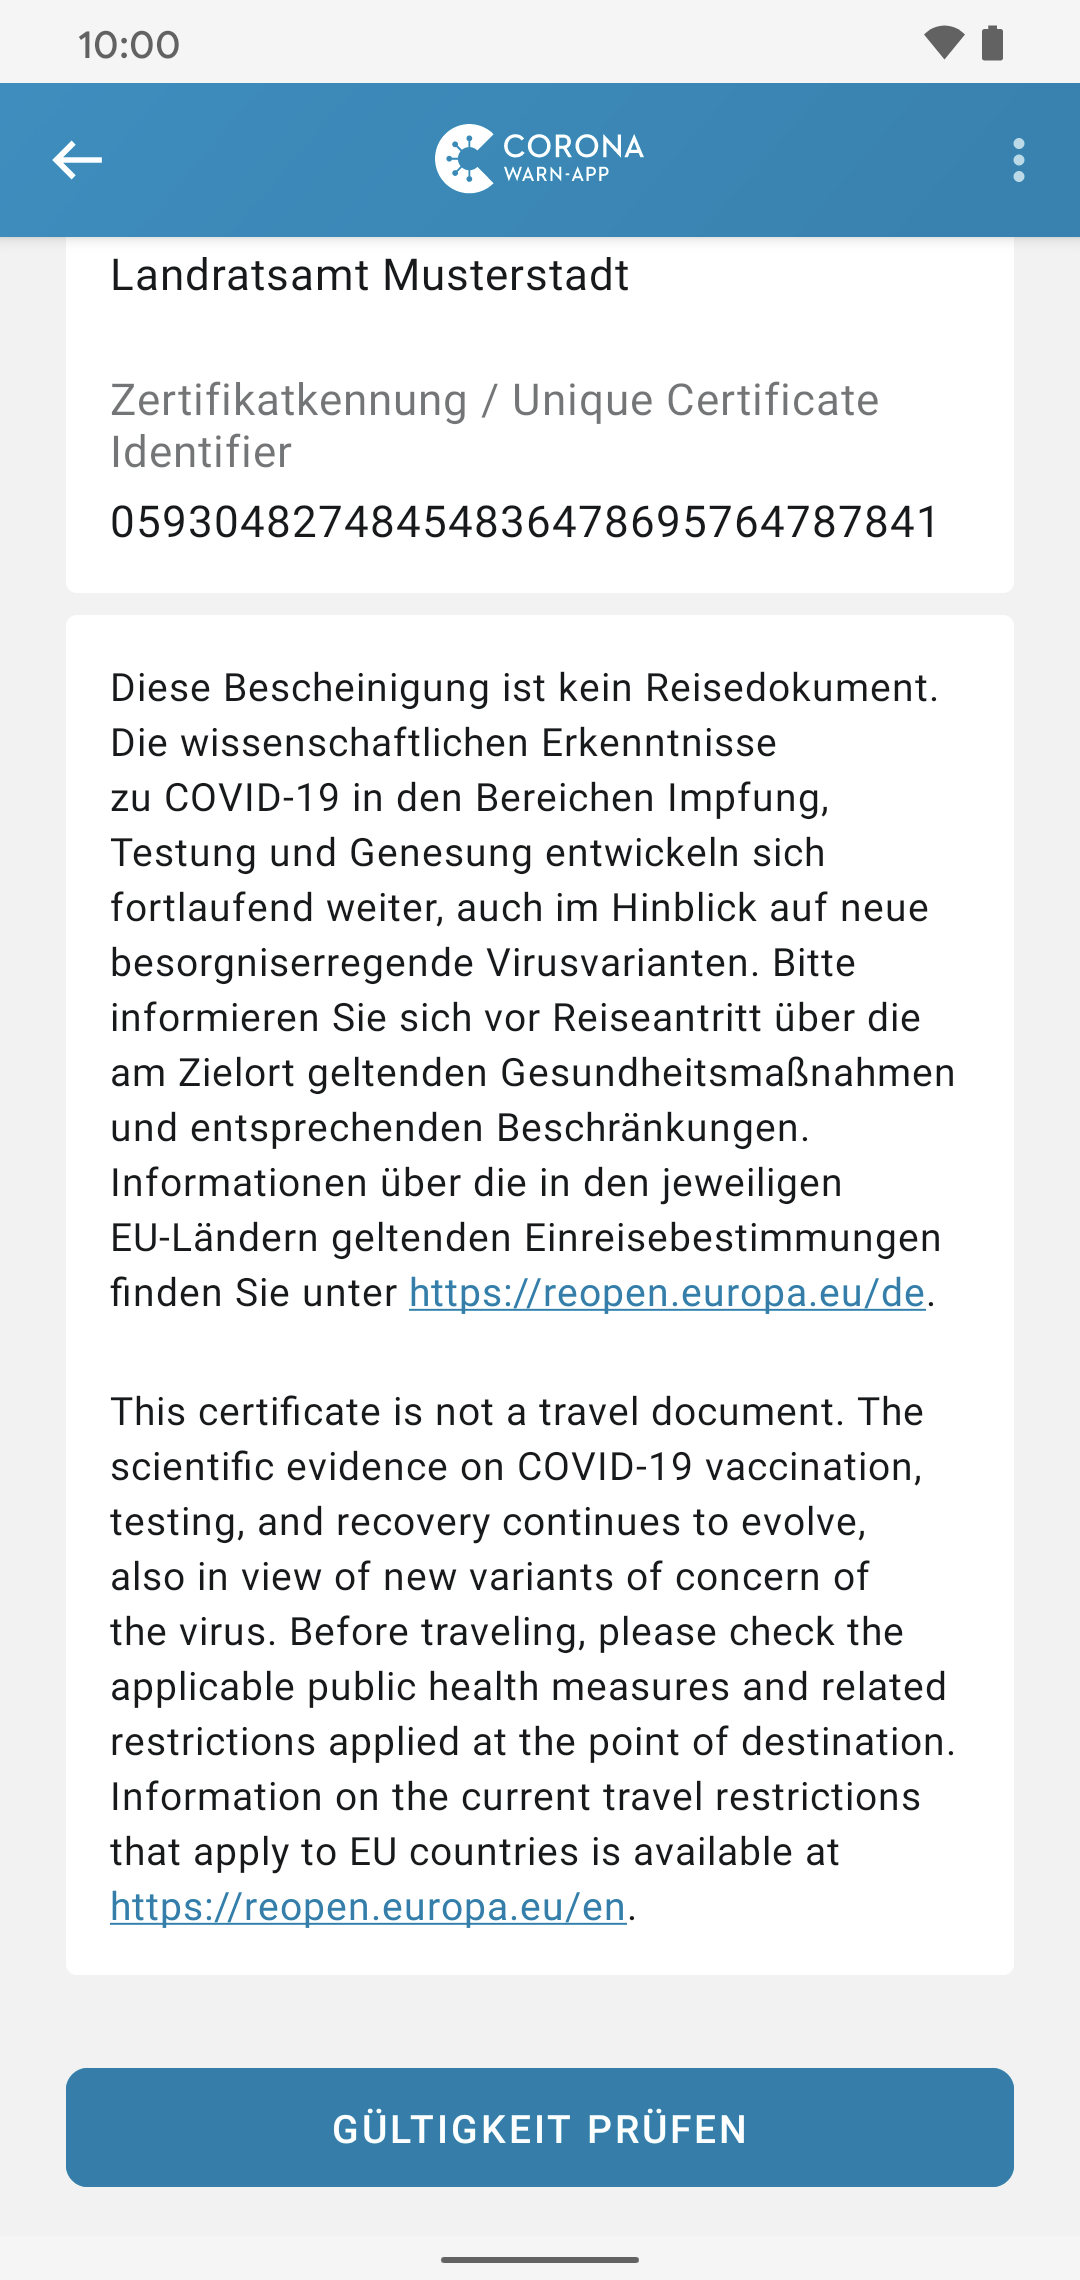 10:00
CORONA
WARN-APP
Landratsamt Musterstadt
Zertifikatkennung / Unique Certificate
Identifier
05930482748454836478695764787841
Diese Bescheinigung ist kein Reisedokument.
Die wissenschaftlichen Erkenntnisse
zu COVID-19 in den Bereichen Impfung,
Testung und Genesung entwickeln sich
fortlaufend weiter, auch im Hinblick auf neue
besorgniserregende Virusvarianten. Bitte
informieren Sie sich vor Reiseantritt über die
am Zielort geltenden Gesundheitsmaßnahmen
und entsprechenden Beschränkungen.
Informationen über die in den jeweiligen
EU-Ländern geltenden Einreisebestimmungen
finden Sie unter https://reopen.europa.eu/de.
This certificate is not a travel document. The
scientific evidence on COVID-19 vaccination,
testing, and recovery continues to evolve,
also in view of new variants of concern of
the virus. Before traveling, please check the
applicable public health measures and related
restrictions applied at the point of destination.
Information on the current travel restrictions
that apply to EU countries is available at
https://reopen.europa.eu/en.
GÜLTIGKEIT PRÜFEN